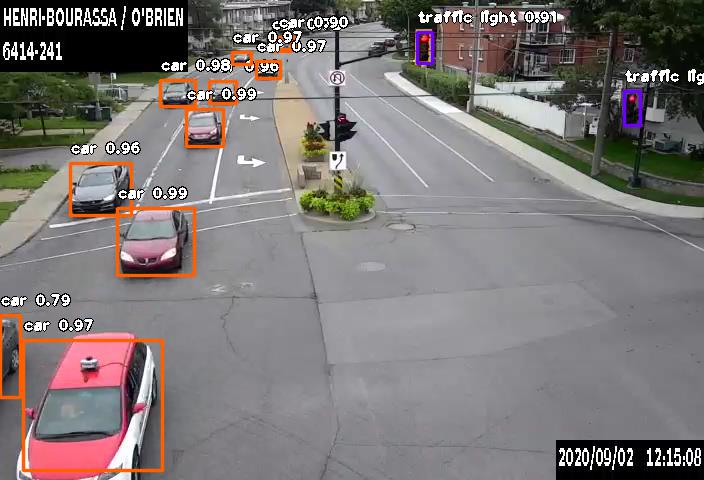 HENRI-BOURASSA / O'BRIEN
6414-241
car 0.90
car 0.97
car 0.97
car 0.98
0.96
car 0.99
traffic light 0.91
traffic lig
car 0.96
car 0.99
car 0.79
car 0.97
2020/09/02 12:15:08